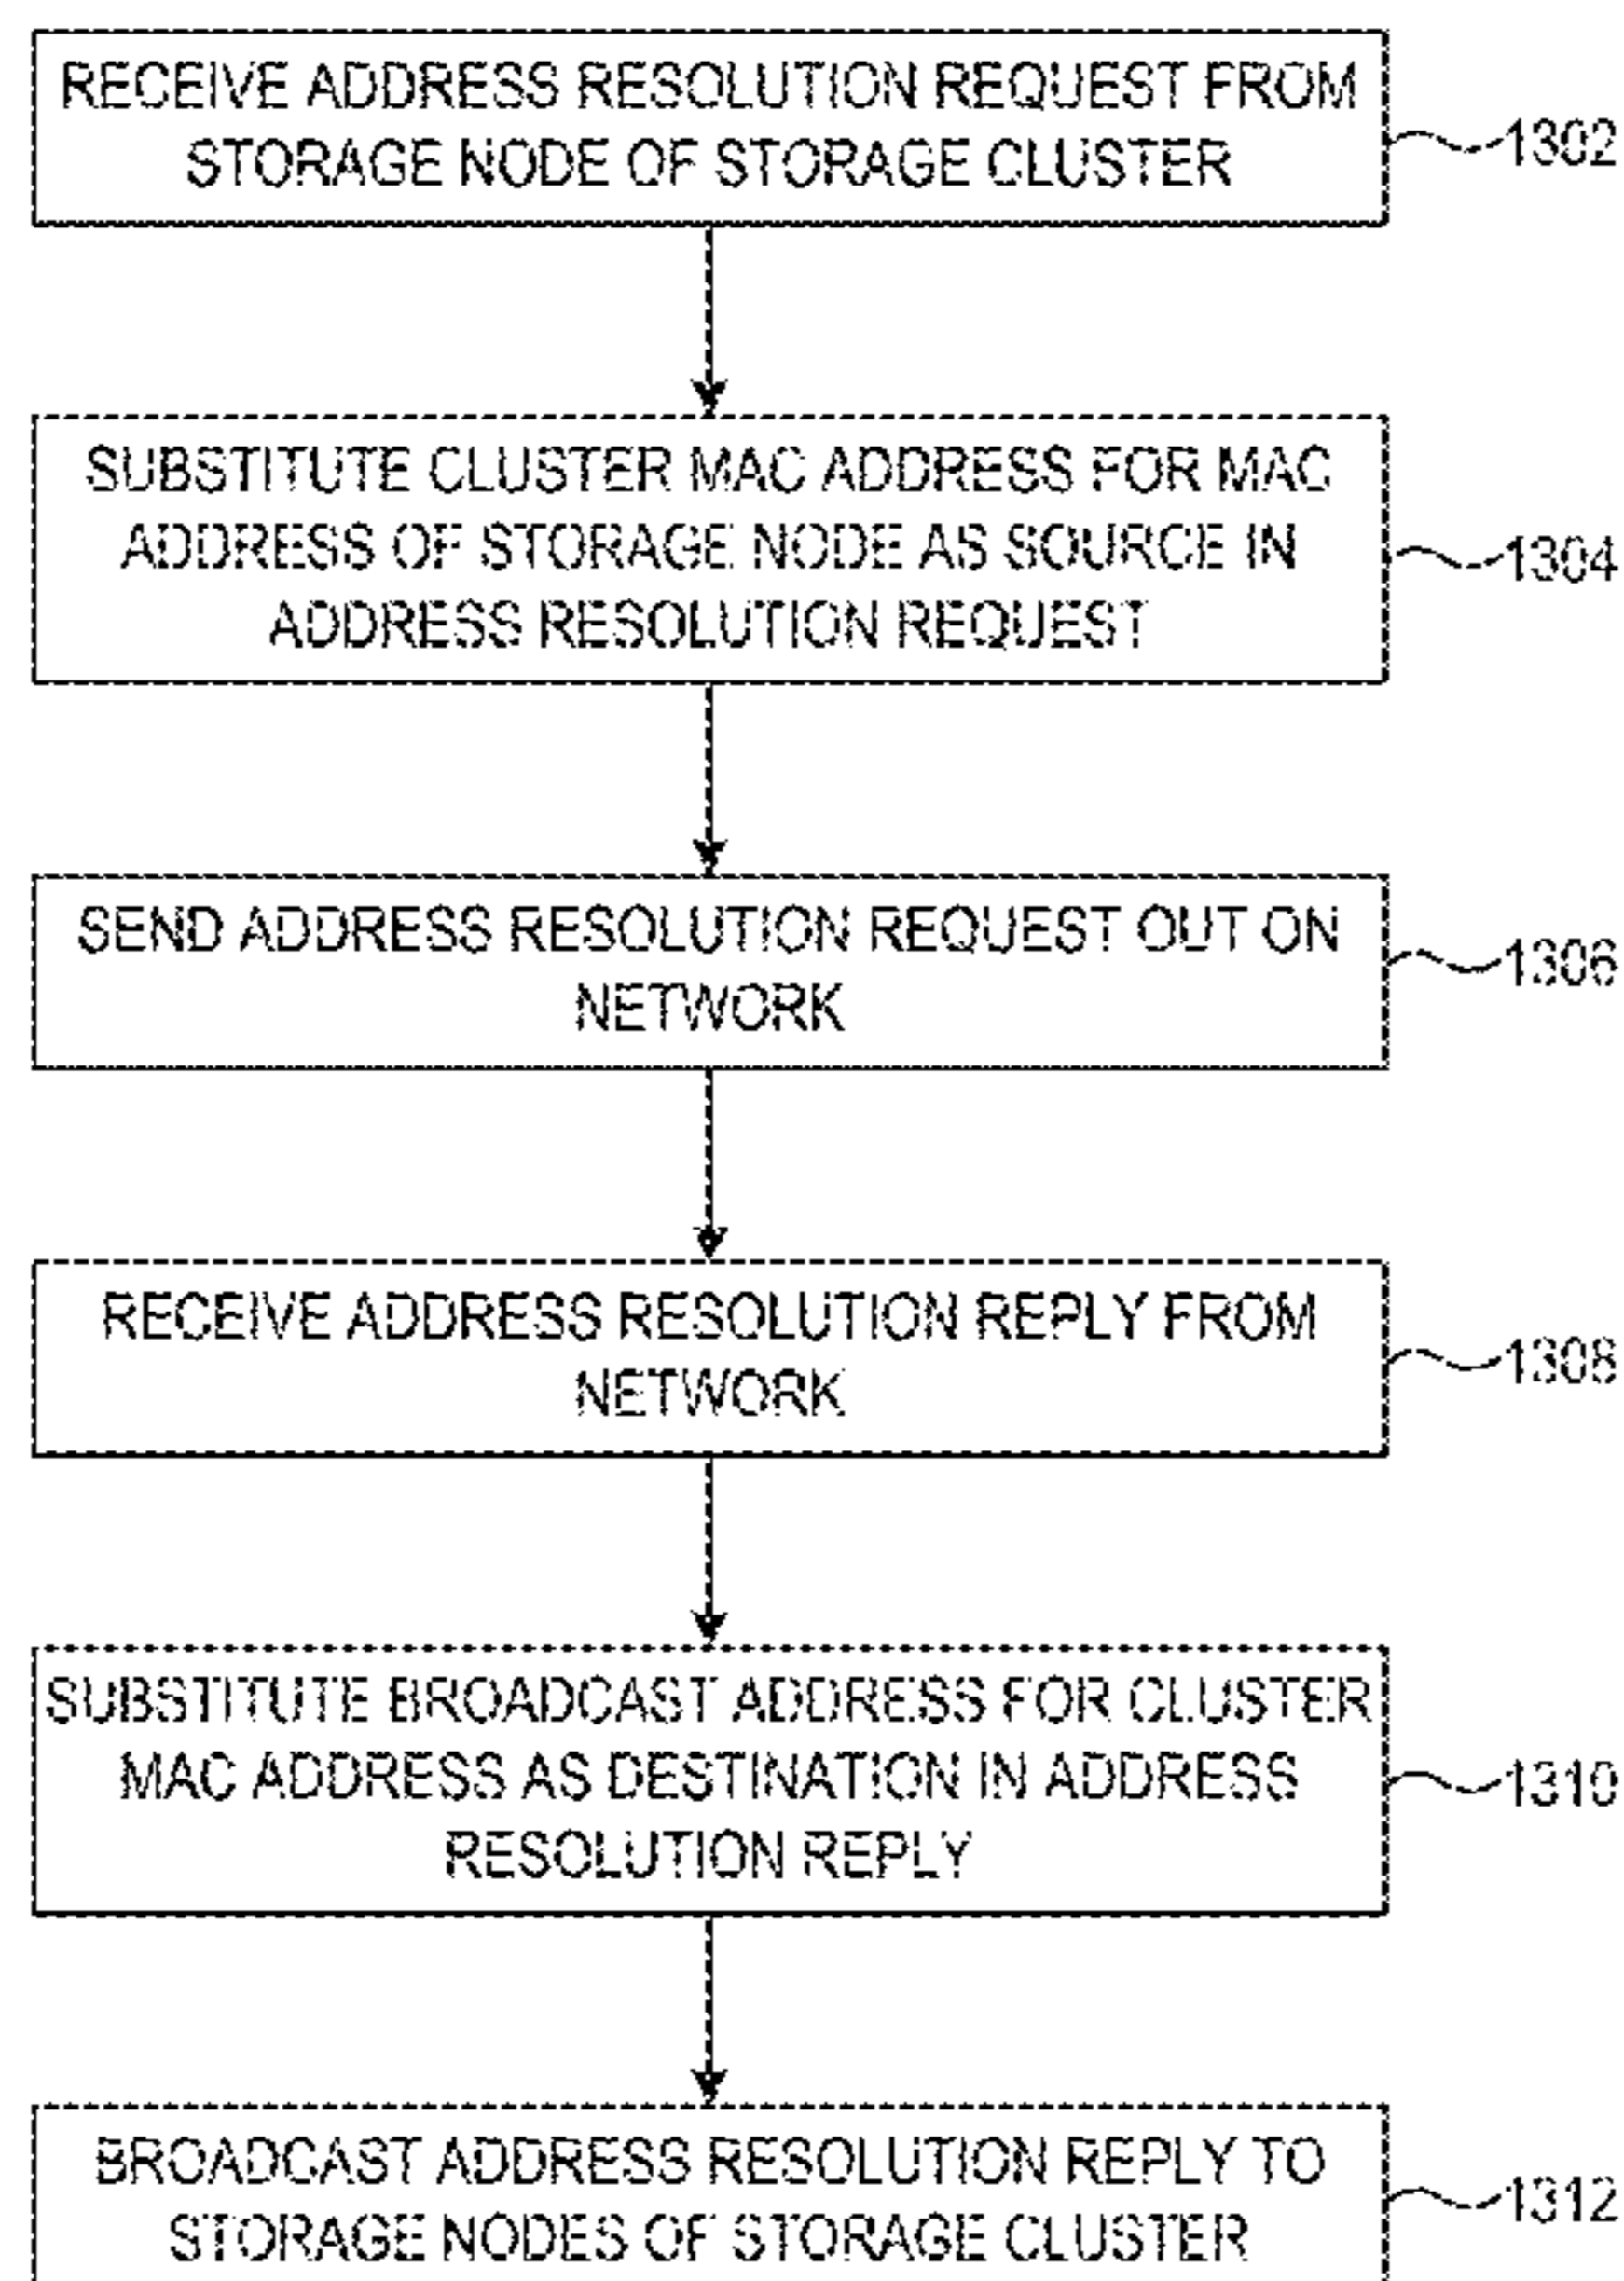 RECEIVE ADDRESS RESOLUTION REQUEST FROM
STORAGE NODE OF STORAGE CLUSTER
1302
SUBSTITUTE CLUSTER MAC ADDRESS FOR MAC
ADDRESS OF STORAGE NODE AS SOURCE IN
ADDRESS RESOLUTION REQUEST
1304
SEND ADDRESS RESOLUTION REQUEST OUT ON
NETWORK
1306
RECEIVE ADDRESS RESOLUTION REPLY FROM
NETWORK
1308
SUBSTITUTE BROADCAST ADDRESS FOR CLUSTER
MAC ADDRESS AS DESTINATION IN ADDRESS
RESOLUTION REPLY
1310
BROADCAST ADDRESS RESOLUTION REPLY TO
STORAGE NODES OF STORAGE CLUSTER
1312